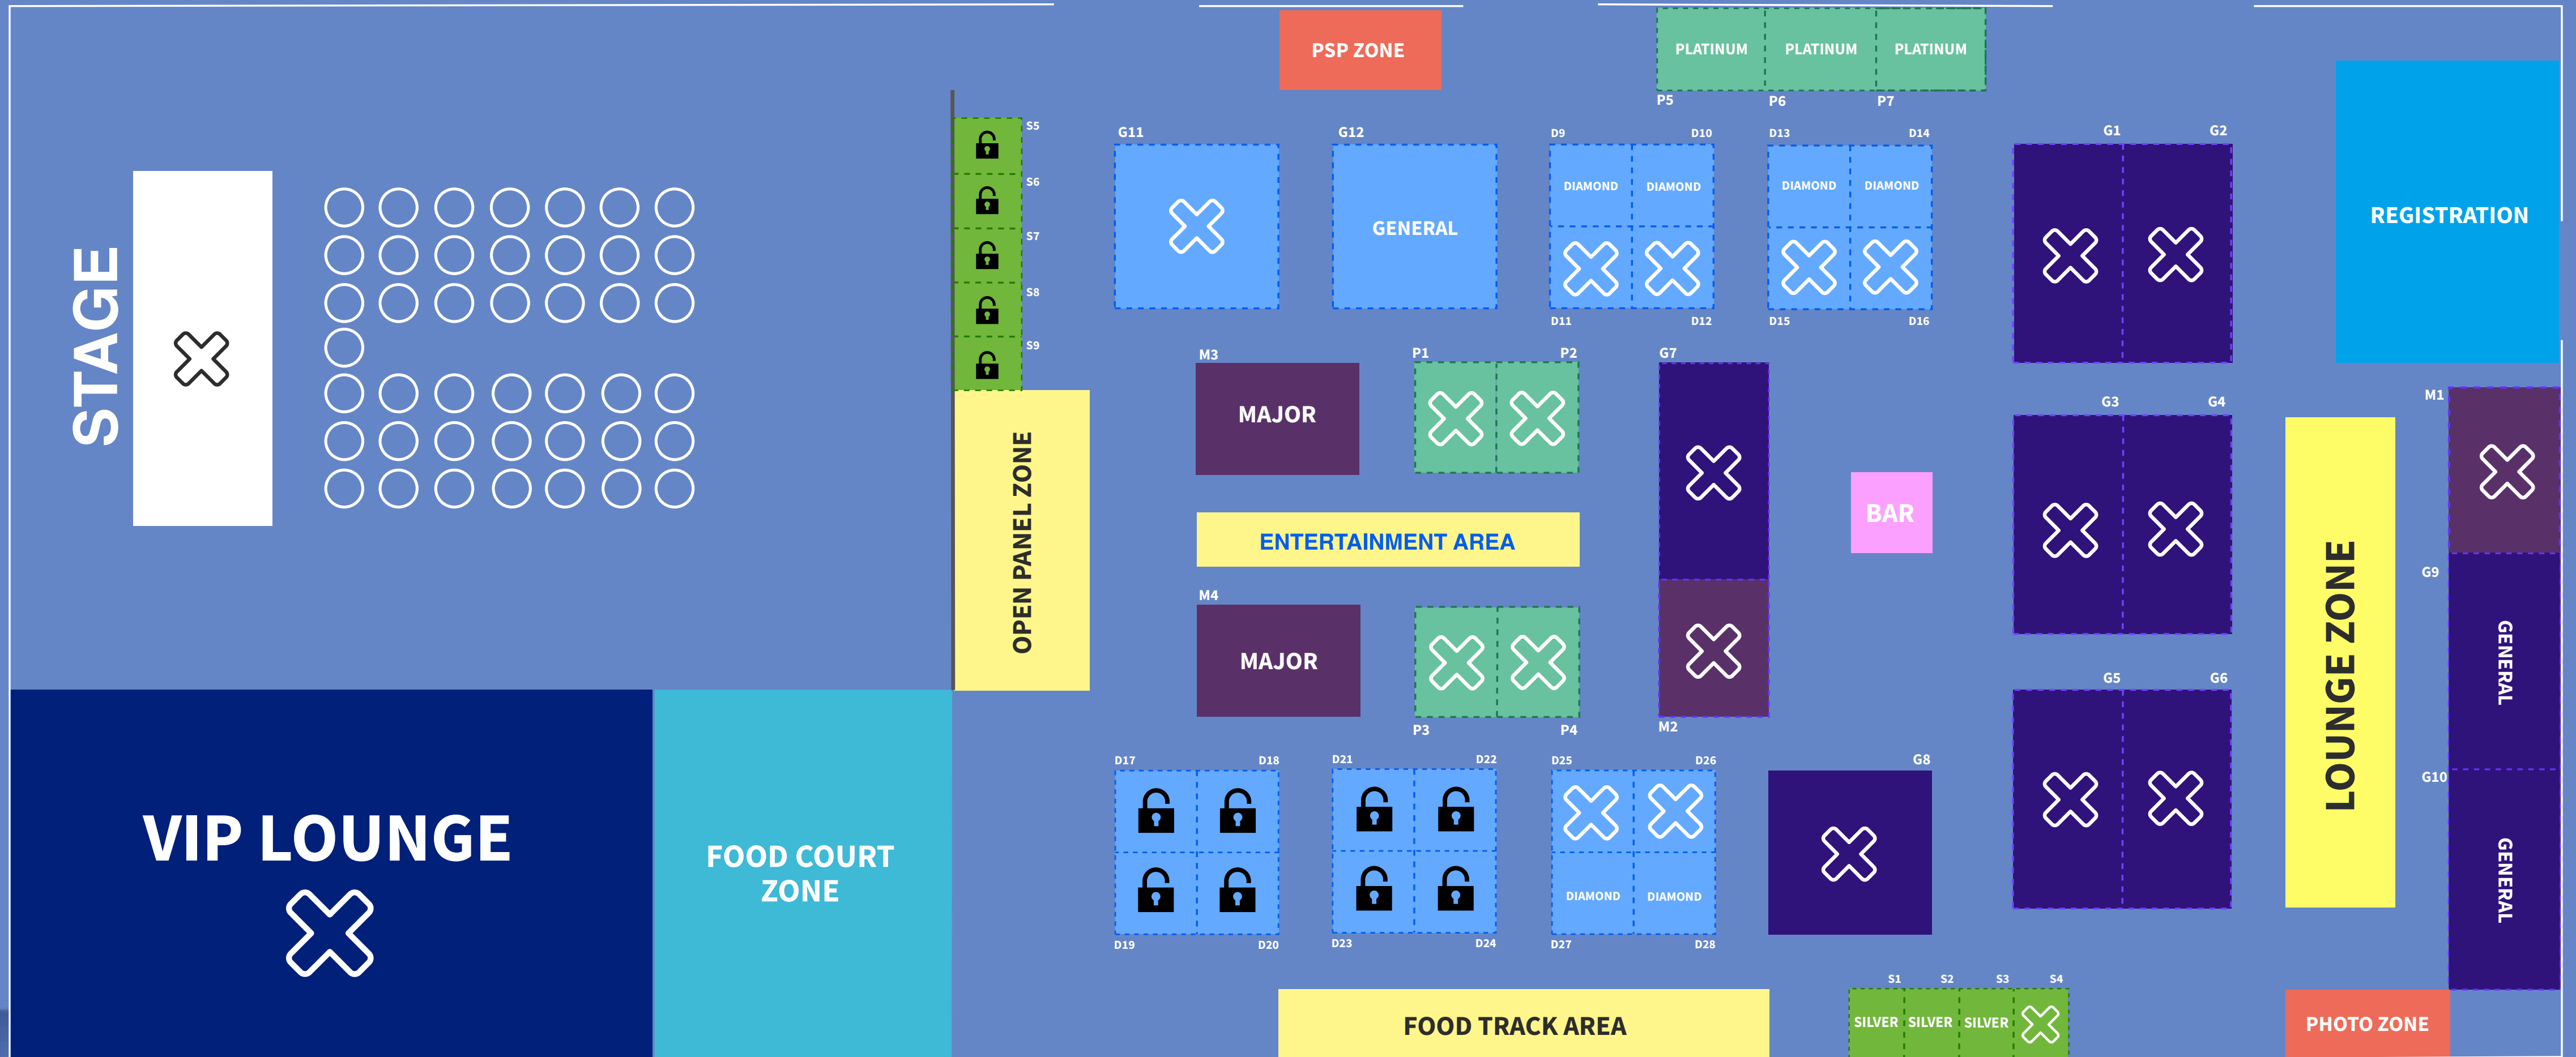 PSP ZONE
PLATINUM PLATINUM PLATINUM
P5 P6 P7
S5
S6
S7
S8
S9
G11 G12 D9 D10 D13 D14 G1 G2
GENERAL
DIAMOND DIAMOND DIAMOND DIAMOND
D11 D12 D15 D16
REGISTRATION
STAGE
M3 P1 P2 G7
MAJOR
G3 G4 M1
OPEN PANEL ZONE
ENTERTAINMENT AREA
BAR
LOUNGE ZONE
G9
GENERAL
M4
MAJOR
P3 P4 M2
G5 G6
G10
GENERAL
VIP LOUNGE
FOOD COURT
ZONE
D17 D18 D21 D22 D25 D26 G8
DIAMOND DIAMOND
D19 D20 D23 D24 D27 D28
S1 S2 S3 S4
FOOD TRACK AREA
SILVER SILVER SILVER
PHOTO ZONE